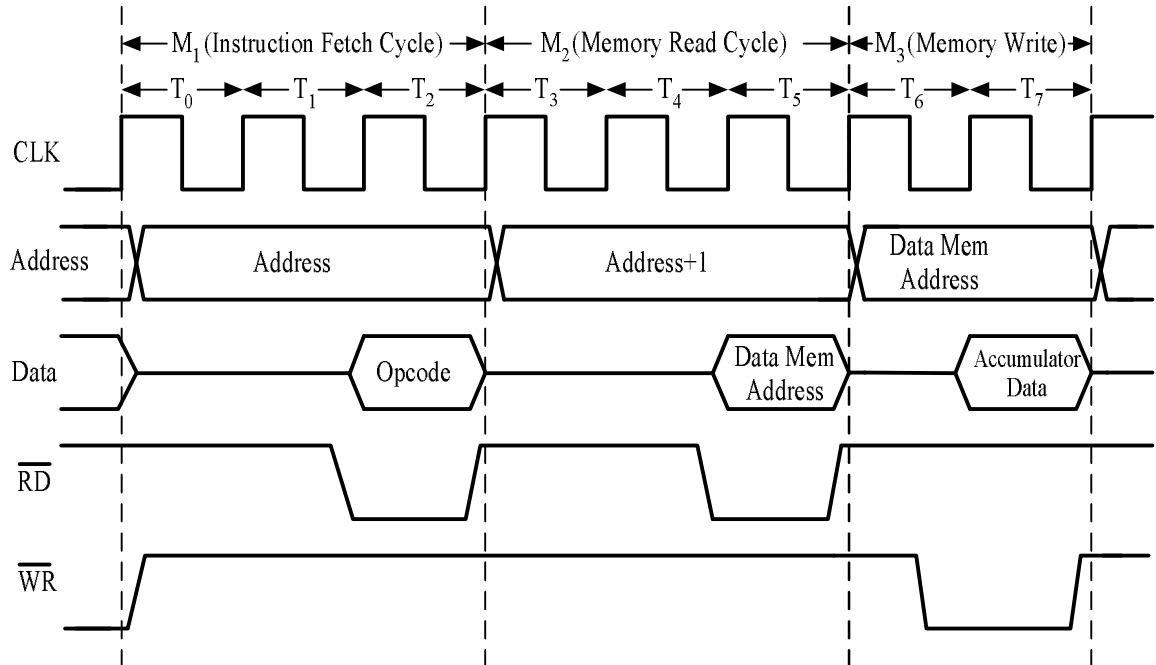 M1 (Instruction Fetch Cycle) M2 (Memory Read Cycle) M3 (Memory Write)
T0 T1 T2 T3 T4 T5 T6 T7
CLK
Address Address Address+1 Data Mem
Address
Data Opcode Data Mem
Address Accumulator
Data
RD
WR